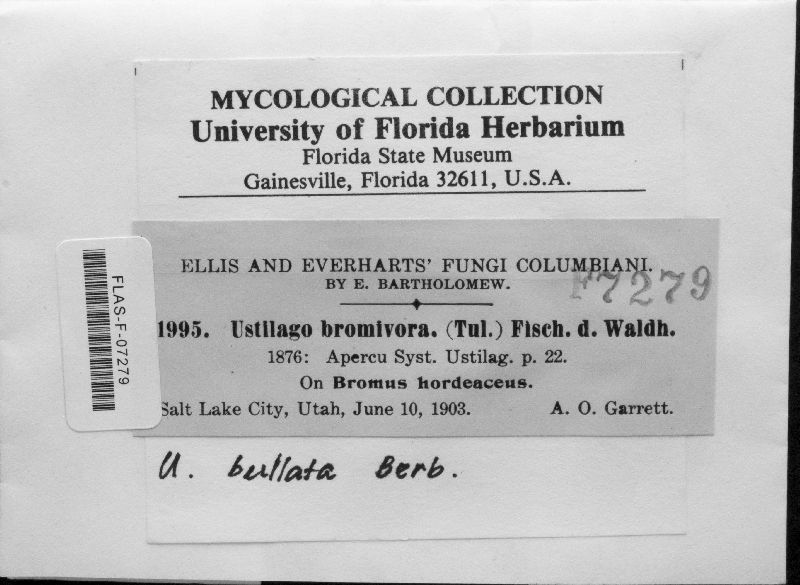 MYCOLOGICAL COLLECTION
University of Florida Herbarium
Florida State Museum
Gainesville, Florida 32611, U.S.A.
ELLIS AND EVERHARTS' FUNGI COLUMBIANI.
BY E. BARTHOLOMEW.
F7279
1995. Ustilago bromivora. (Tul.) Fisch. d. Waldh.
1876: Apercu Syst. Ustilag. p. 22.
On Bromus hordeaceus.
Salt Lake City, Utah, June 10, 1903. A. O. Garrett.
FLAS-F-07279
U. bullata Berb.